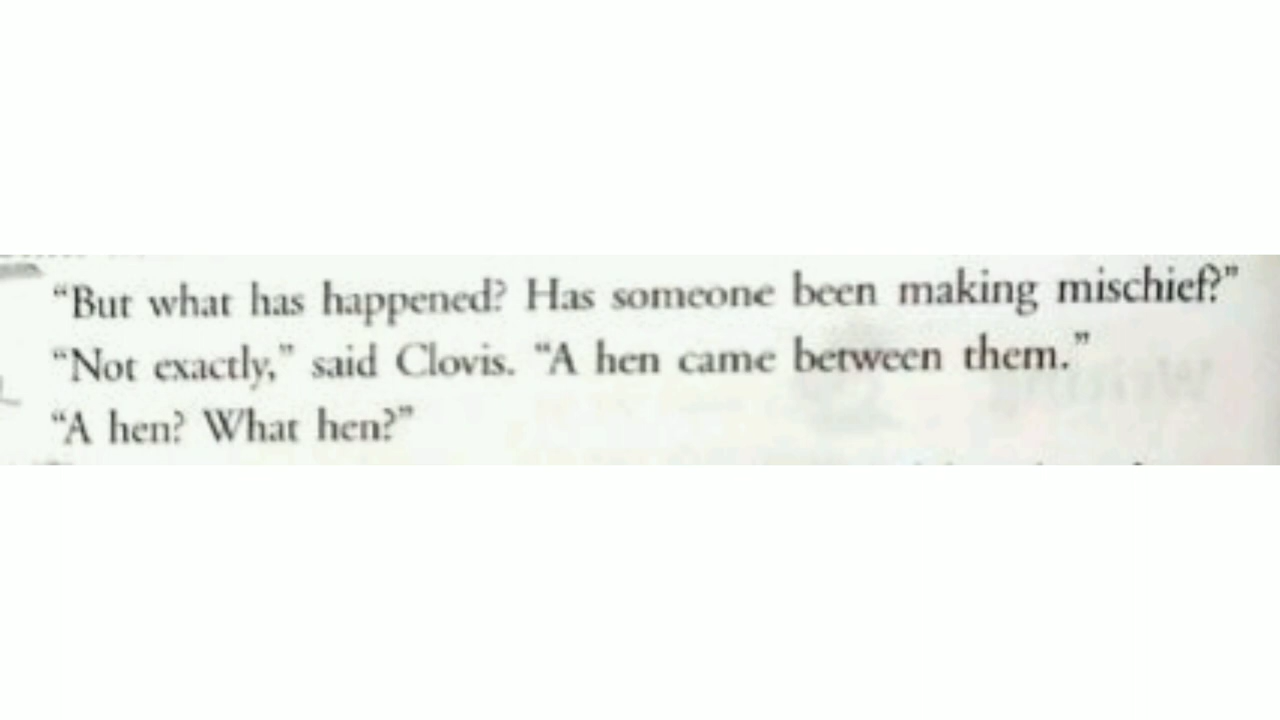 “But what has happened? Has someone been making mischief?”
“Not exactly,” said Clovis. “A hen came between them.”
“A hen? What hen?”